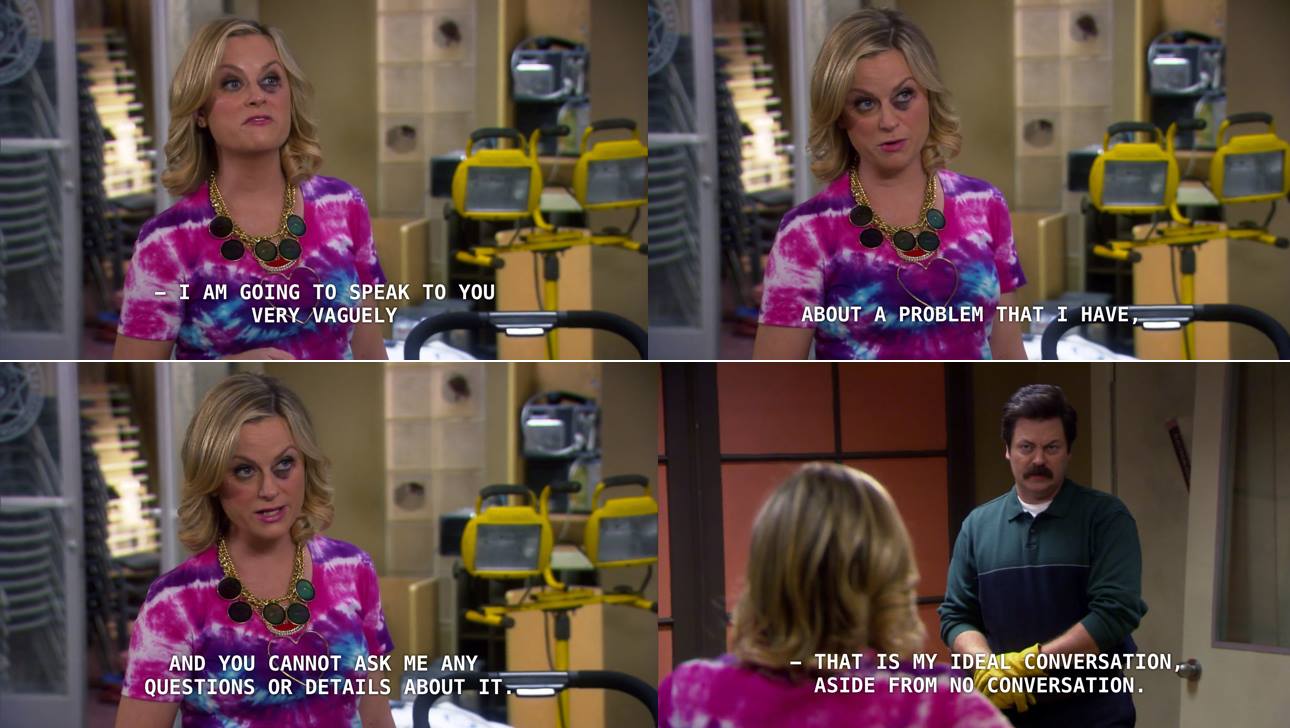 – I AM GOING TO SPEAK TO YOU
VERY VAGUELY
ABOUT A PROBLEM THAT I HAVE,
AND YOU CANNOT ASK ME ANY
QUESTIONS OR DETAILS ABOUT IT.
– THAT IS MY IDEAL CONVERSATION,
ASIDE FROM NO CONVERSATION.